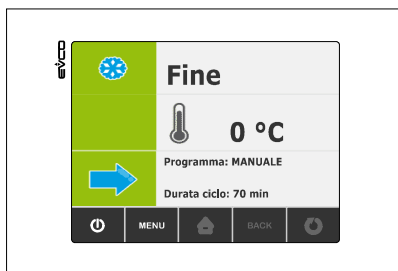 EVCO
Fine
0 °C
Programma: MANUALE
Durata ciclo: 70 min
MENU
BACK